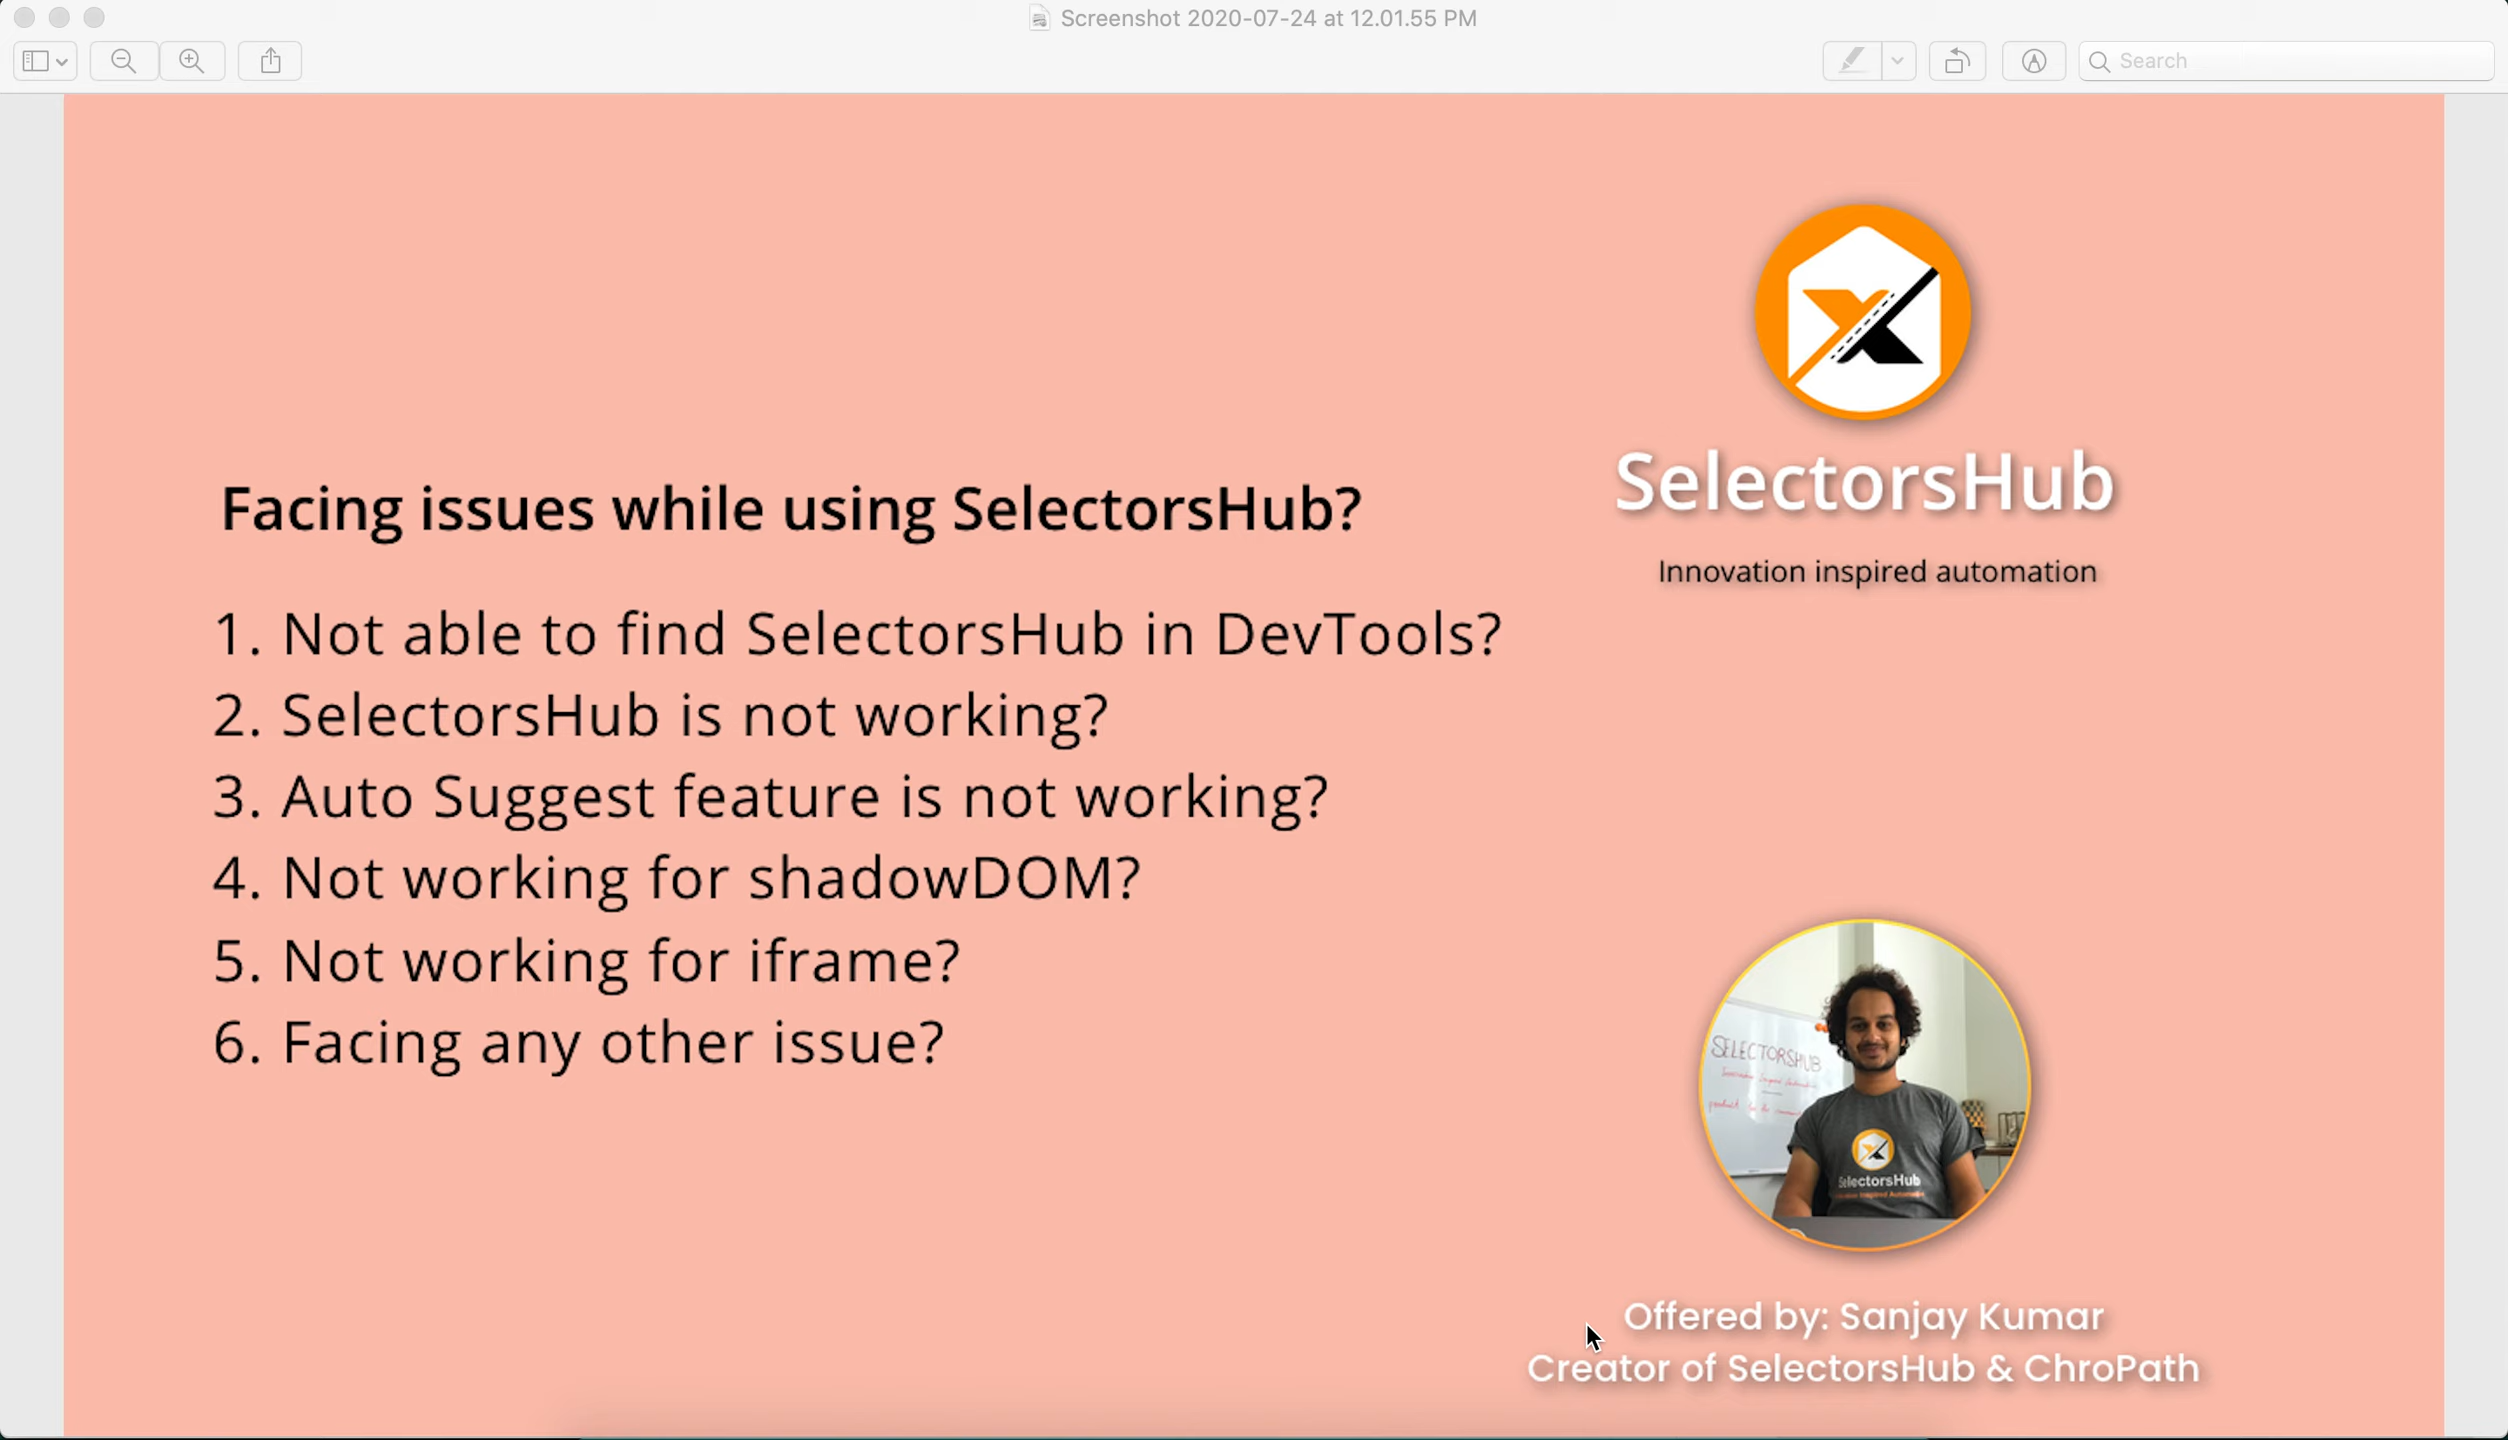 Screenshot 2020-07-24 at 12.01.55 PM
Search
Facing issues while using SelectorsHub?
1. Not able to find SelectorsHub in DevTools?
2. SelectorsHub is not working?
3. Auto Suggest feature is not working?
4. Not working for shadowDOM?
5. Not working for iframe?
6. Facing any other issue?
SelectorsHub
Innovation inspired automation
SELECTORSHUB
SelectorsHub
Offered by: Sanjay Kumar
Creator of SelectorsHub & ChroPath